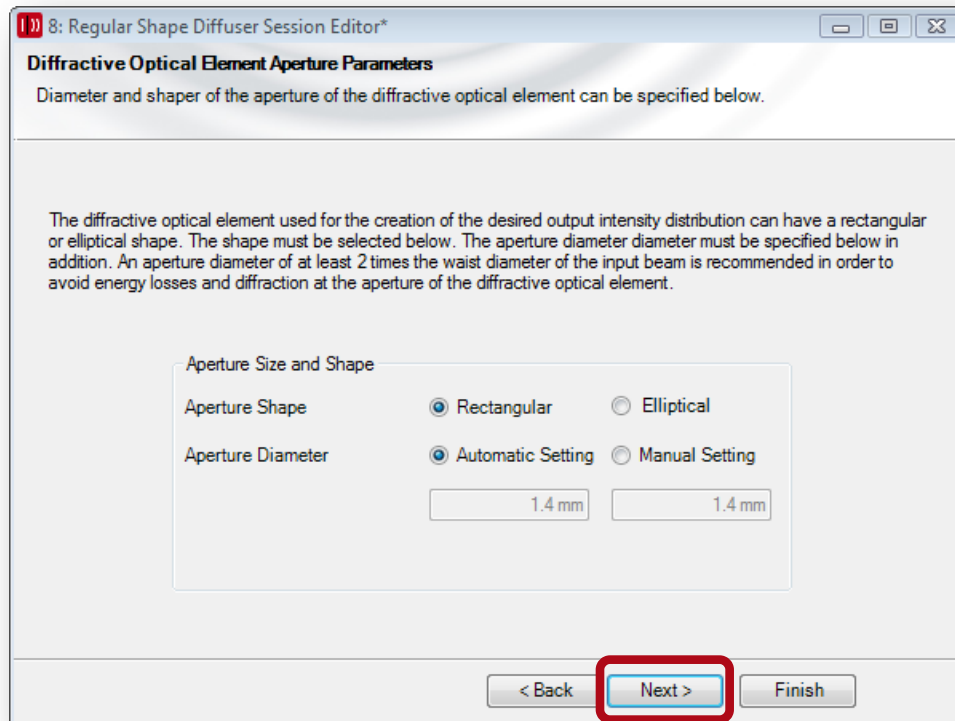 8: Regular Shape Diffuser Session Editor*
Diffractive Optical Element Aperture Parameters
Diameter and shaper of the aperture of the diffractive optical element can be specified below.
The diffractive optical element used for the creation of the desired output intensity distribution can have a rectangular
or elliptical shape. The shape must be selected below. The aperture diameter diameter must be specified below in
addition. An aperture diameter of at least 2 times the waist diameter of the input beam is recommended in order to
avoid energy losses and diffraction at the aperture of the diffractive optical element.
Aperture Size and Shape
Aperture Shape Rectangular Elliptical
Aperture Diameter Automatic Setting Manual Setting
1.4 mm 1.4 mm
< Back Next > Finish